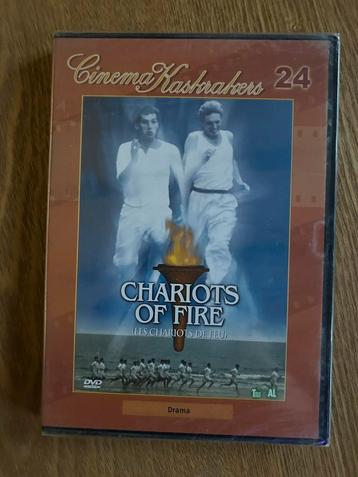 Cinema Kaskrakers 24
CHARIOTS
OF FIRE
(LES CHARIOTS DE FEU)
DVD
Drama